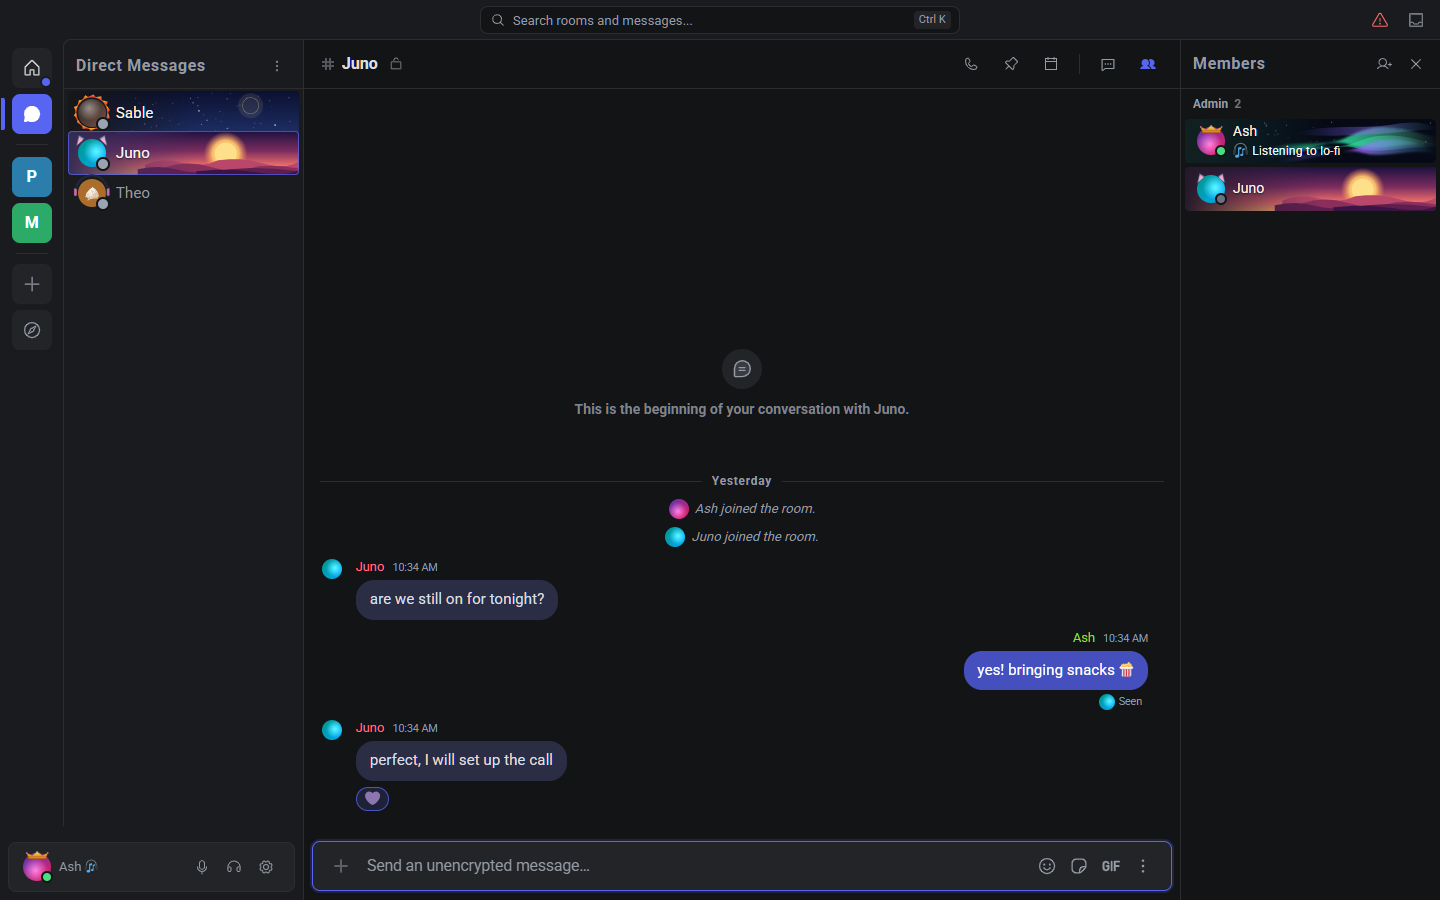 Search rooms and messages...
Ctrl K
Direct Messages
Sable
Juno
Theo
P
M
Ash
Juno
This is the beginning of your conversation with Juno.
Yesterday
Ash joined the room.
Juno joined the room.
Juno 10:34 AM
are we still on for tonight?
Ash 10:34 AM
yes! bringing snacks 🍿
Seen
Juno 10:34 AM
perfect, I will set up the call
Send an unencrypted message...
GIF
Members
Admin 2
Ash
Listening to lo-fi
Juno